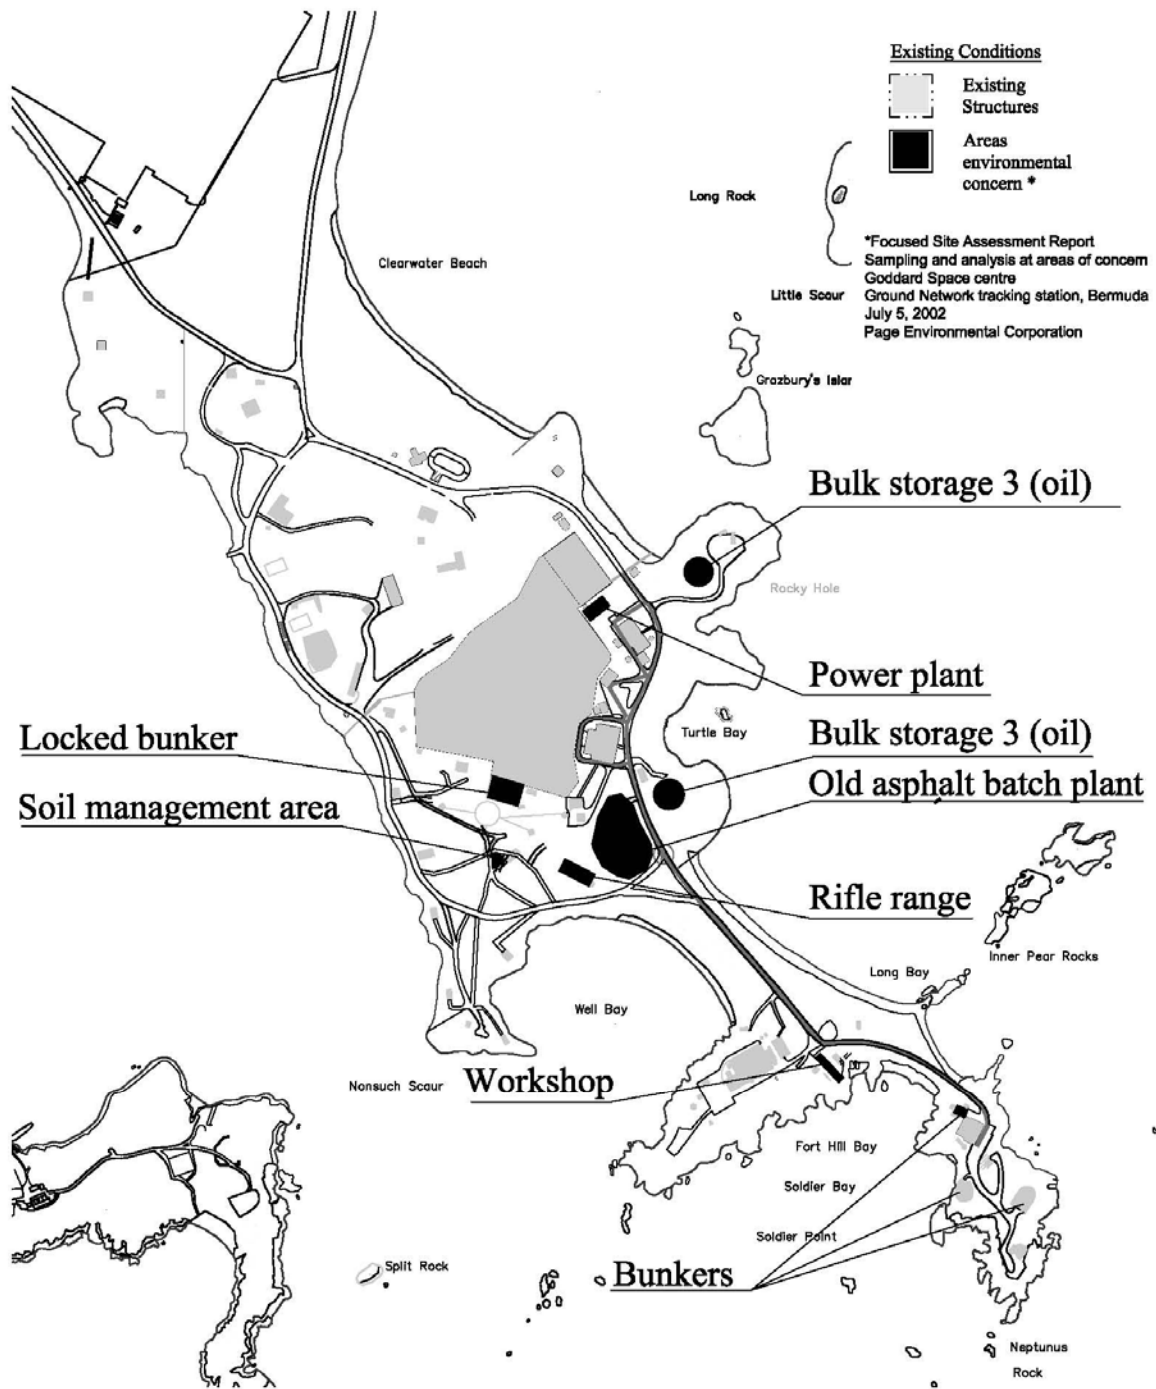 Existing Conditions
Existing
Structures
Areas
environmental
concern *
Long Rock
*Focused Site Assessment Report
Sampling and analysis at areas of concern
Goddard Space centre
Ground Network tracking station, Bermuda
July 5, 2002
Page Environmental Corporation
Clearwater Beach
Little Scaur
Grazbury's Islar
Bulk storage 3 (oil)
Rocky Hole
Power plant
Turtle Bay
Bulk storage 3 (oil)
Locked bunker
Old asphalt batch plant
Soil management area
Rifle range
Inner Pear Rocks
Long Bay
Well Bay
Workshop
Nonsuch Scaur
Fort Hill Bay
Soldier Bay
Soldier Point
Split Rock
Bunkers
Neptunus
Rock